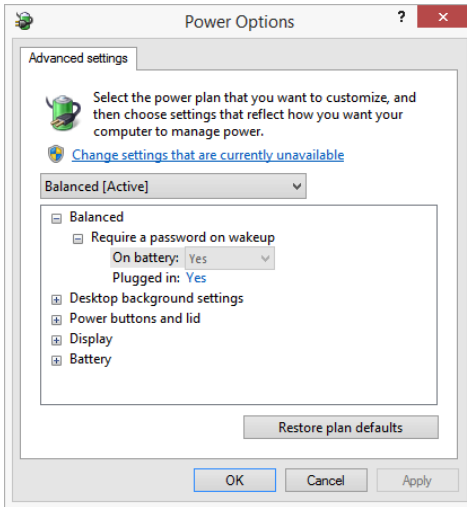 Power Options
?
Advanced settings
Select the power plan that you want to customize, and
then choose settings that reflect how you want your
computer to manage power.
Change settings that are currently unavailable
Balanced [Active]
Balanced
Require a password on wakeup
On battery: Yes
Plugged in: Yes
Desktop background settings
Power buttons and lid
Display
Battery
Restore plan defaults
OK Cancel Apply